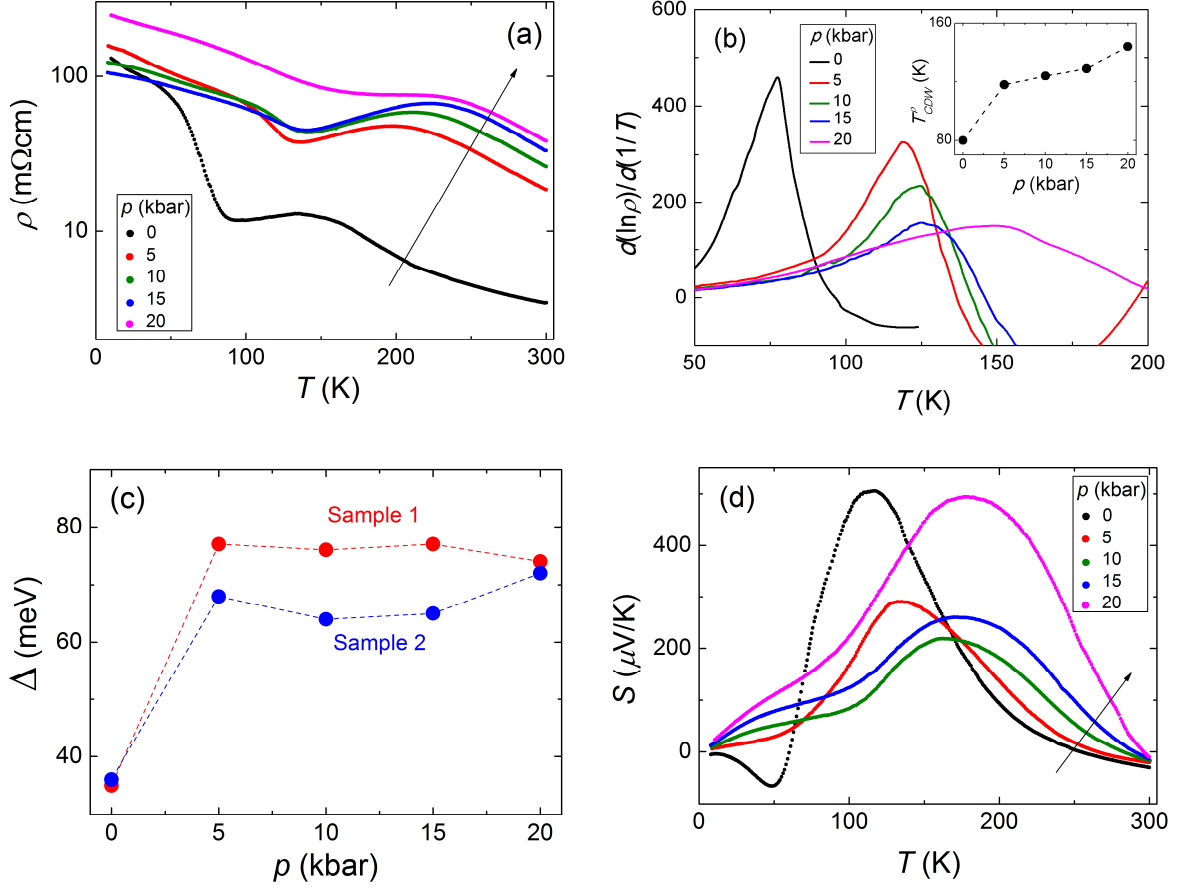 (a)
100
10
ρ (mΩcm)
p (kbar)
0
5
10
15
20
0 100 200 300
T (K)
(b)
600
400
200
0
d(lnρ)/d(1/T)
p (kbar)
0
5
10
15
20
160
80
T^ρ_CDW (K)
0 5 10 15 20
p (kbar)
50 100 150 200
T (K)
(c)
80
60
40
Δ (meV)
Sample 1
Sample 2
0 5 10 15 20
p (kbar)
(d)
400
200
0
S (μV/K)
p (kbar)
0
5
10
15
20
0 100 200 300
T (K)